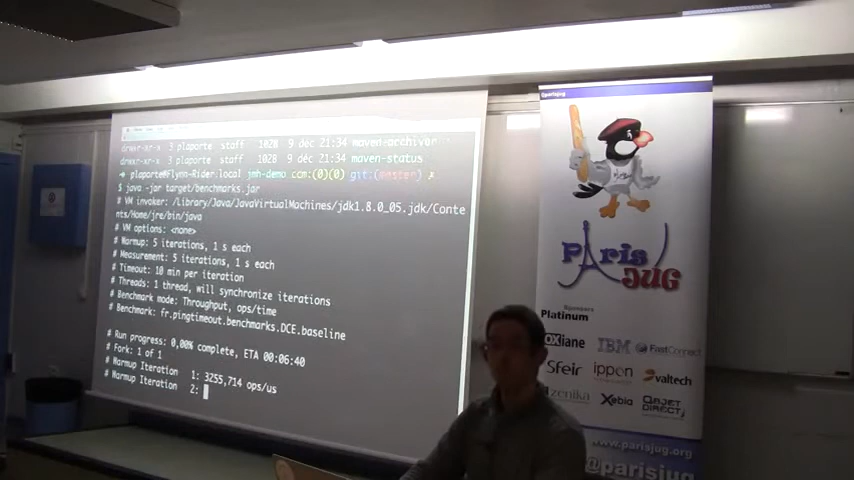 drwxr-xr-x 3 plaporte staff 1028 9 déc 21:34 maven-archiver
drwxr-xr-x 3 plaporte staff 1028 9 déc 21:34 maven-status
plaporte@Flynn-Rider.local jmh-demo com:(0)(0) git:(master) ✗
$ java -jar target/benchmarks.jar
# VM invoker: /Library/Java/JavaVirtualMachines/jdk1.8.0_05.jdk/Conte
nts/Home/jre/bin/java
# VM options: <none>
# Warmup: 5 iterations, 1 s each
# Measurement: 5 iterations, 1 s each
# Timeout: 10 min per iteration
# Threads: 1 thread, will synchronize iterations
# Benchmark mode: Throughput, ops/time
# Benchmark: fr.pingtimeout.benchmarks.DCE.baseline
# Run progress: 0,00% complete, ETA 00:06:40
# Fork: 1 of 1
# Warmup Iteration 1: 3255,714 ops/us
# Warmup Iteration 2:
@parisjug
PARIS
JUG
Sponsors
Platinum
OXiane
IBM
FastConnect
Sfeir
ippon
valtech
zenika
Xebia
OBJET
DIRECT
www.parisjug.org
@parisjug